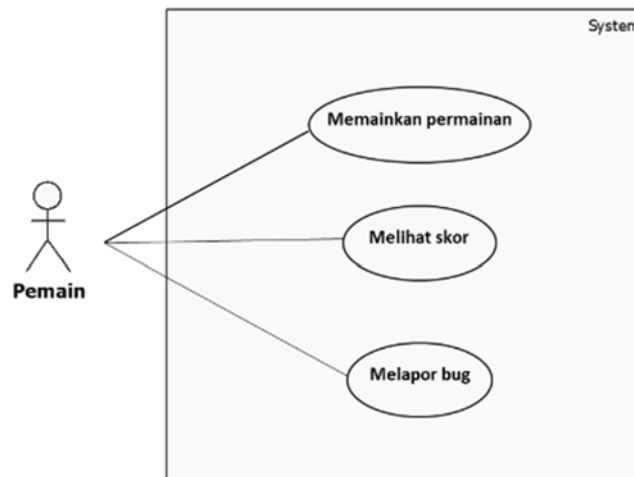 System
Memainkan permainan
Melihat skor
Pemain
Melapor bug